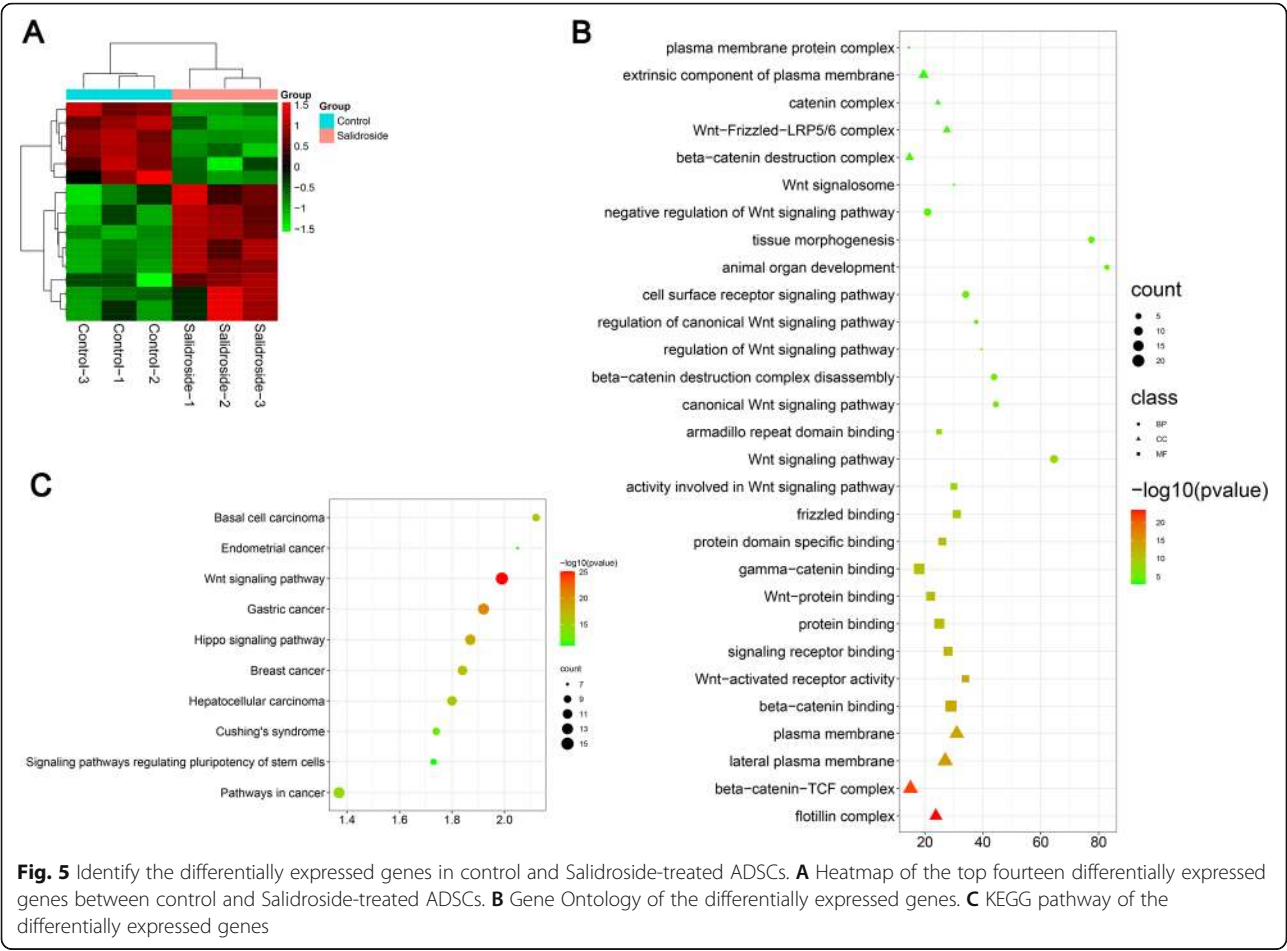 A
Group
1.5
1
0.5
0
−0.5
−1
−1.5
Group
Control
Salidroside
Control-3
Control-1
Control-2
Salidroside-1
Salidroside-2
Salidroside-3
B
plasma membrane protein complex
extrinsic component of plasma membrane
catenin complex
Wnt−Frizzled−LRP5/6 complex
beta−catenin destruction complex
Wnt signalosome
negative regulation of Wnt signaling pathway
tissue morphogenesis
animal organ development
cell surface receptor signaling pathway
regulation of canonical Wnt signaling pathway
regulation of Wnt signaling pathway
beta−catenin destruction complex disassembly
canonical Wnt signaling pathway
armadillo repeat domain binding
Wnt signaling pathway
activity involved in Wnt signaling pathway
frizzled binding
protein domain specific binding
gamma−catenin binding
Wnt−protein binding
protein binding
signaling receptor binding
Wnt−activated receptor activity
beta−catenin binding
plasma membrane
lateral plasma membrane
beta−catenin−TCF complex
flotillin complex
20 40 60 80
count
5
10
15
20
class
BP
CC
MF
−log10(pvalue)
20
15
10
5
C
Basal cell carcinoma
Endometrial cancer
Wnt signaling pathway
Gastric cancer
Hippo signaling pathway
Breast cancer
Hepatocellular carcinoma
Cushing's syndrome
Signaling pathways regulating pluripotency of stem cells
Pathways in cancer
1.4 1.6 1.8 2.0
−log10(pvalue)
25
20
15
count
7
9
11
13
15
Fig. 5 Identify the differentially expressed genes in control and Salidroside-treated ADSCs. A Heatmap of the top fourteen differentially expressed
genes between control and Salidroside-treated ADSCs. B Gene Ontology of the differentially expressed genes. C KEGG pathway of the
differentially expressed genes